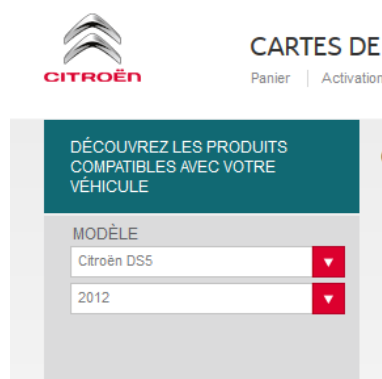 CITROËN
CARTES DE
Panier Activation
DÉCOUVREZ LES PRODUITS
COMPATIBLES AVEC VOTRE
VÉHICULE
MODÈLE
Citroën DS5
2012